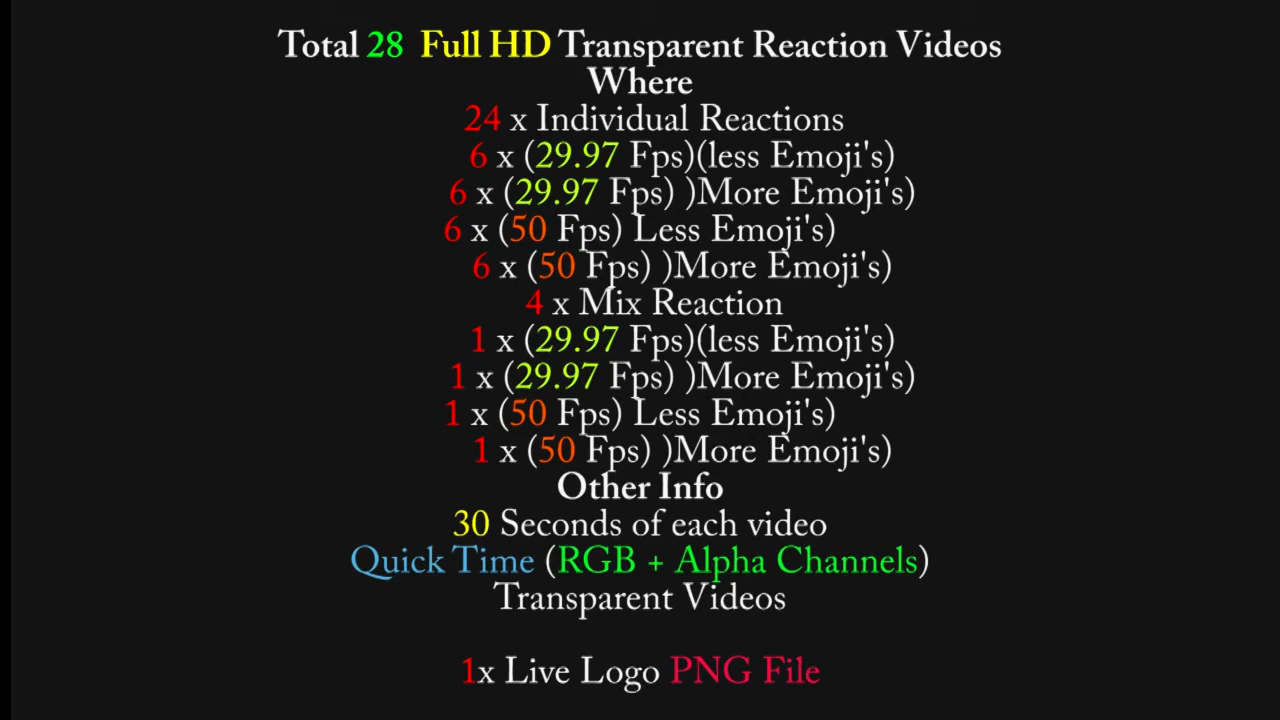 Total 28 Full HD Transparent Reaction Videos
Where
24 x Individual Reactions
6 x (29.97 Fps)(less Emoji's)
6 x (29.97 Fps) )More Emoji's)
6 x (50 Fps) Less Emoji's)
6 x (50 Fps) )More Emoji's)
4 x Mix Reaction
1 x (29.97 Fps)(less Emoji's)
1 x (29.97 Fps) )More Emoji's)
1 x (50 Fps) Less Emoji's)
1 x (50 Fps) )More Emoji's)
Other Info
30 Seconds of each video
Quick Time (RGB + Alpha Channels)
Transparent Videos
1x Live Logo PNG File